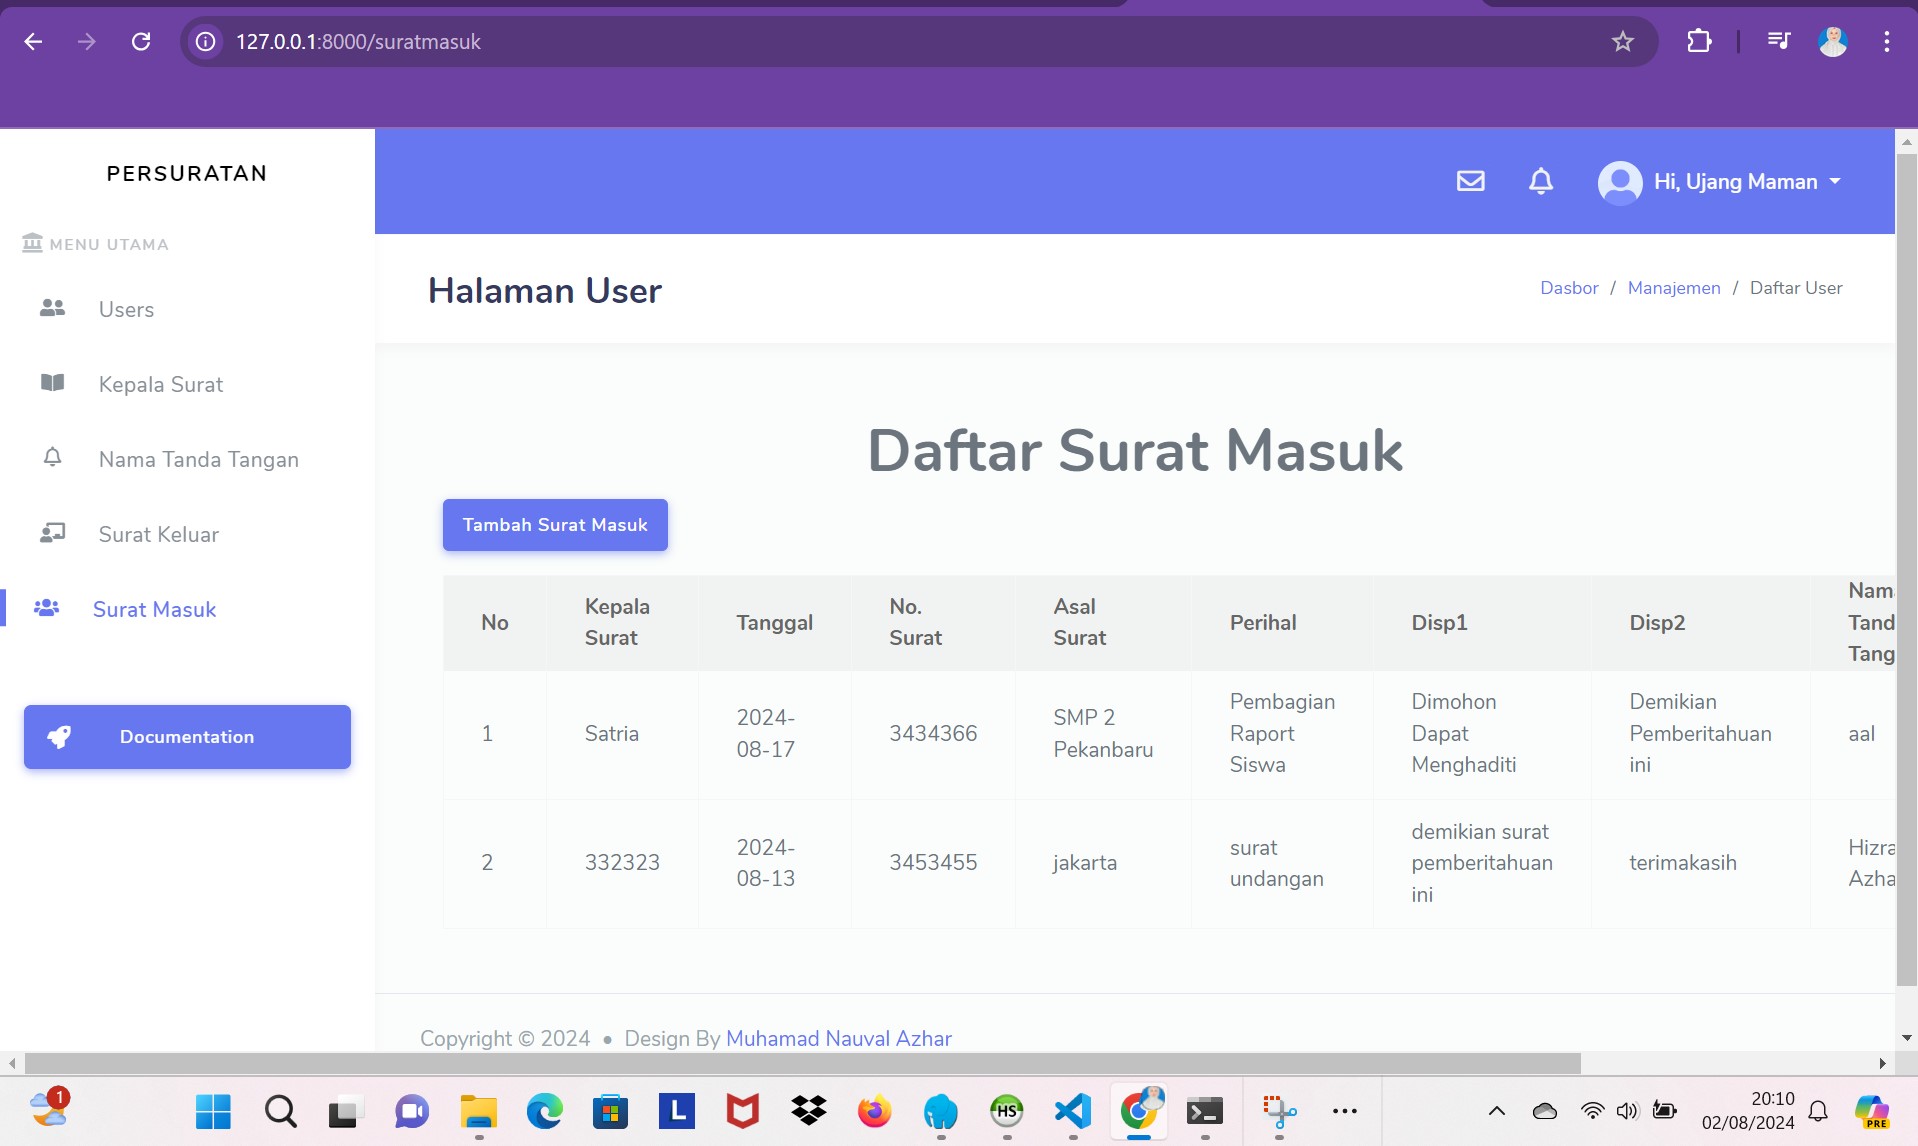 127.0.0.1:8000/suratmasuk
PERSURATAN
MENU UTAMA
Users
Kepala Surat
Nama Tanda Tangan
Surat Keluar
Surat Masuk
Documentation
Hi, Ujang Maman
Halaman User
Dasbor / Manajemen / Daftar User
Daftar Surat Masuk
Tambah Surat Masuk
No
Kepala
Surat
Tanggal
No.
Surat
Asal
Surat
Perihal
Disp1
Disp2
Nam
Tand
Tang
1
Satria
2024-
08-17
3434366
SMP 2
Pekanbaru
Pembagian
Raport
Siswa
Dimohon
Dapat
Menghaditi
Demikian
Pemberitahuan
ini
aal
2
332323
2024-
08-13
3453455
jakarta
surat
undangan
demikian surat
pemberitahuan
ini
terimakasih
Hizra
Azha
Copyright © 2024 • Design By Muhamad Nauval Azhar
1
L
HS
20:10
02/08/2024
PRE